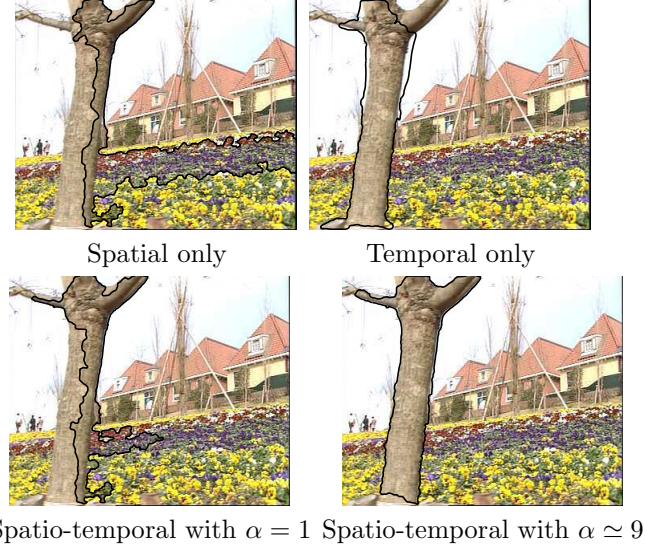 Spatial only
Temporal only
Spatio-temporal with α = 1
Spatio-temporal with α ≃ 9